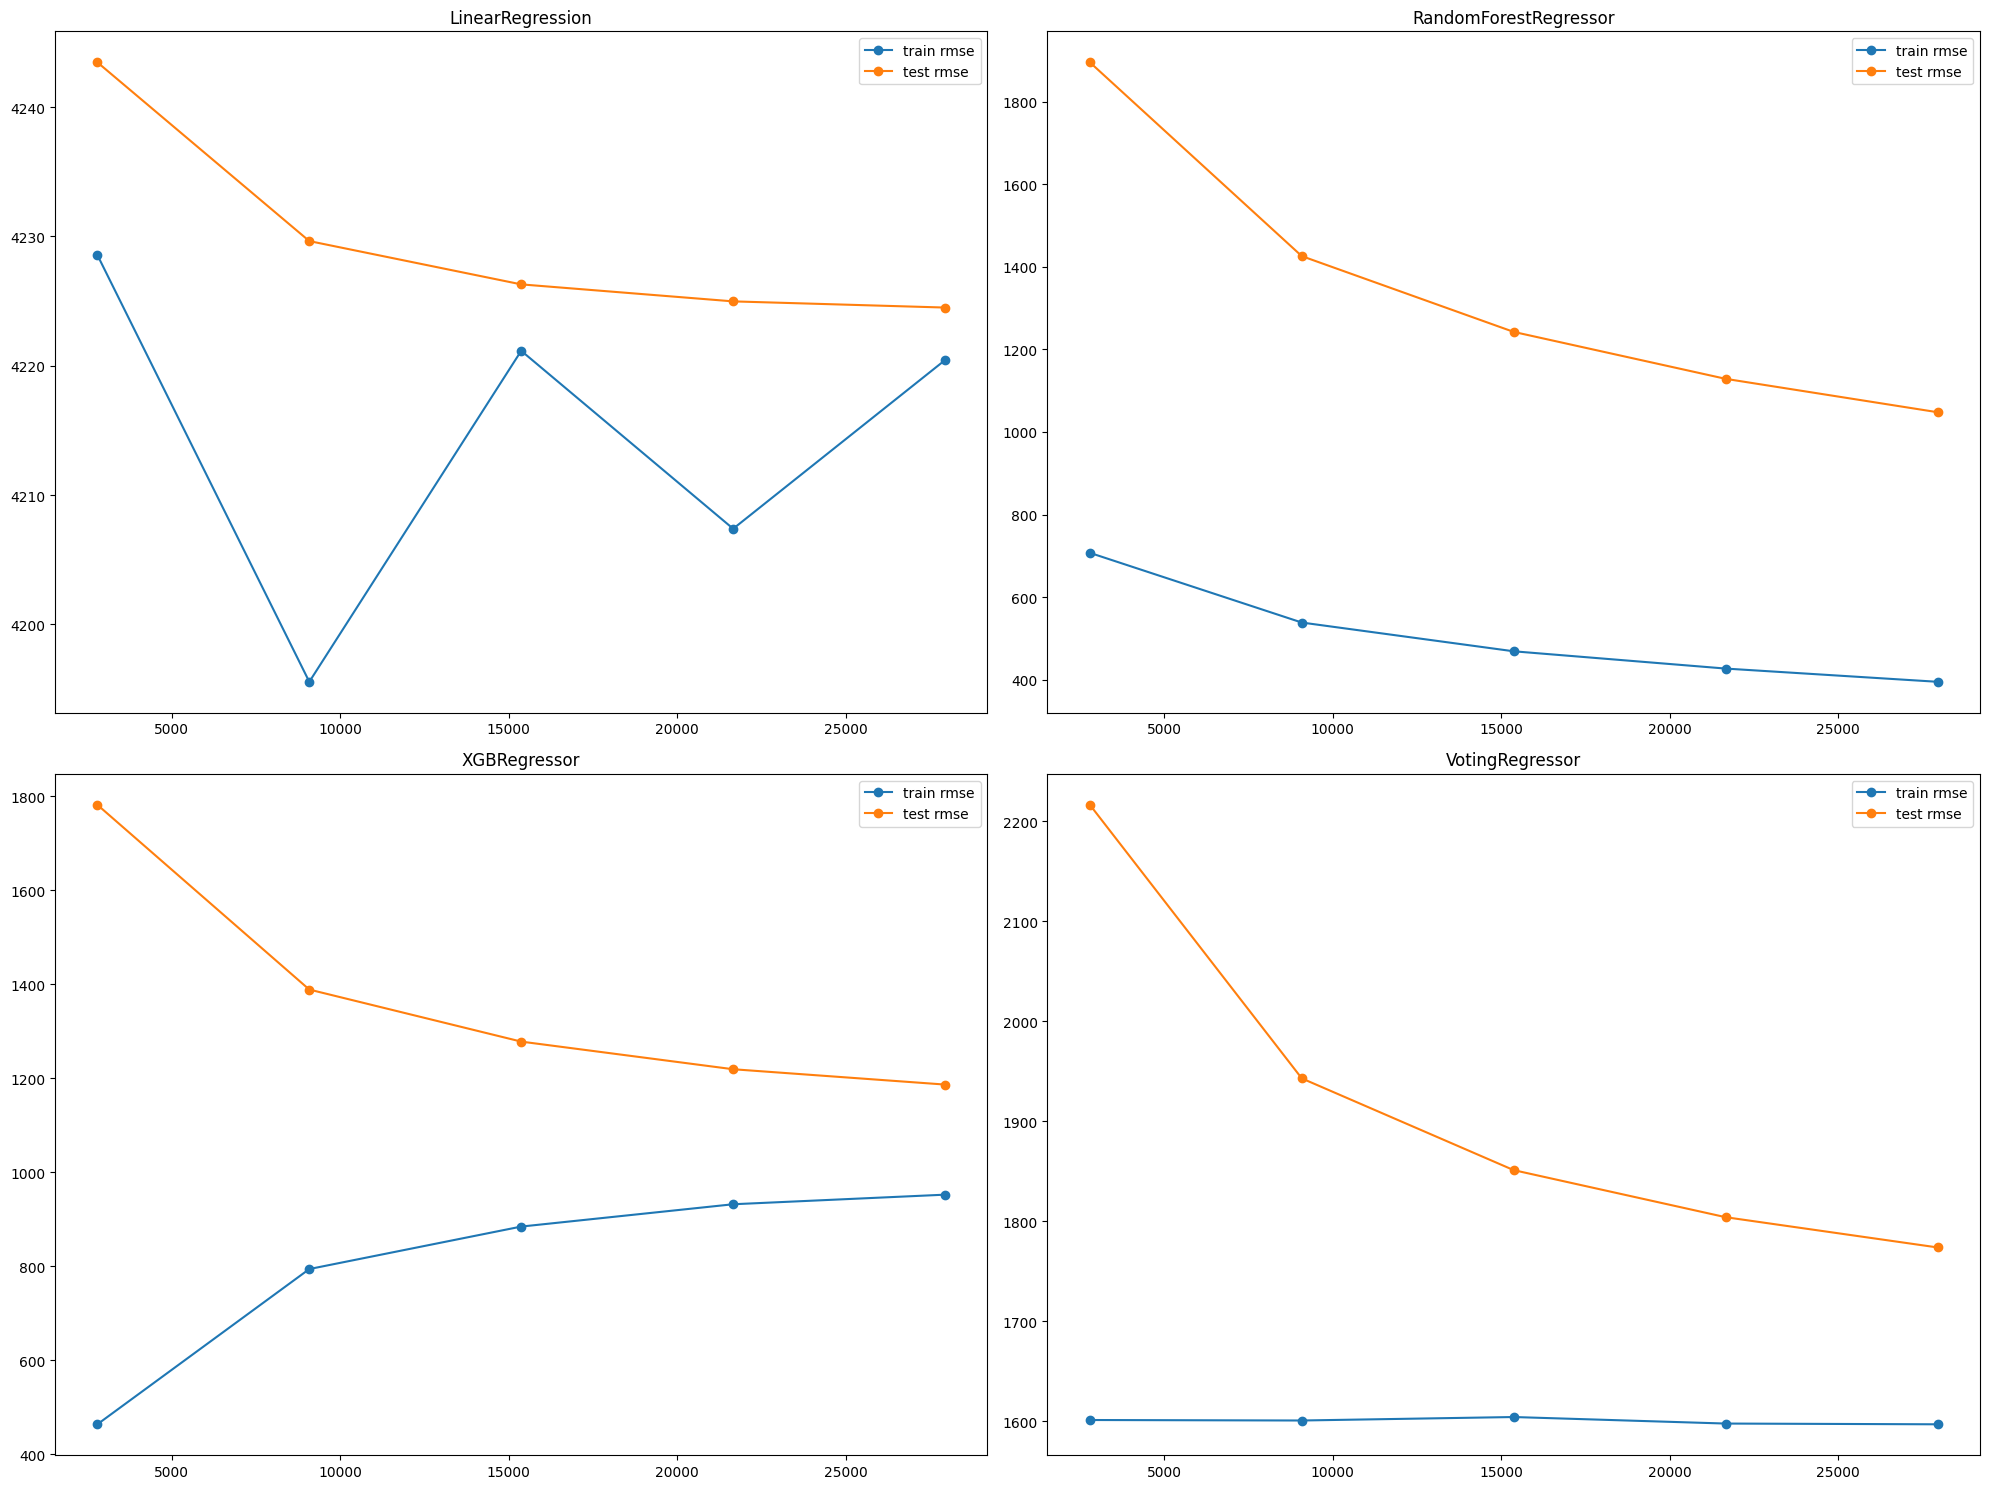 LinearRegression
train rmse
test rmse
4240
4230
4220
4210
4200
5000 10000 15000 20000 25000
RandomForestRegressor
train rmse
test rmse
1800
1600
1400
1200
1000
800
600
400
5000 10000 15000 20000 25000
XGBRegressor
train rmse
test rmse
1800
1600
1400
1200
1000
800
600
400
5000 10000 15000 20000 25000
VotingRegressor
train rmse
test rmse
2200
2100
2000
1900
1800
1700
1600
5000 10000 15000 20000 25000